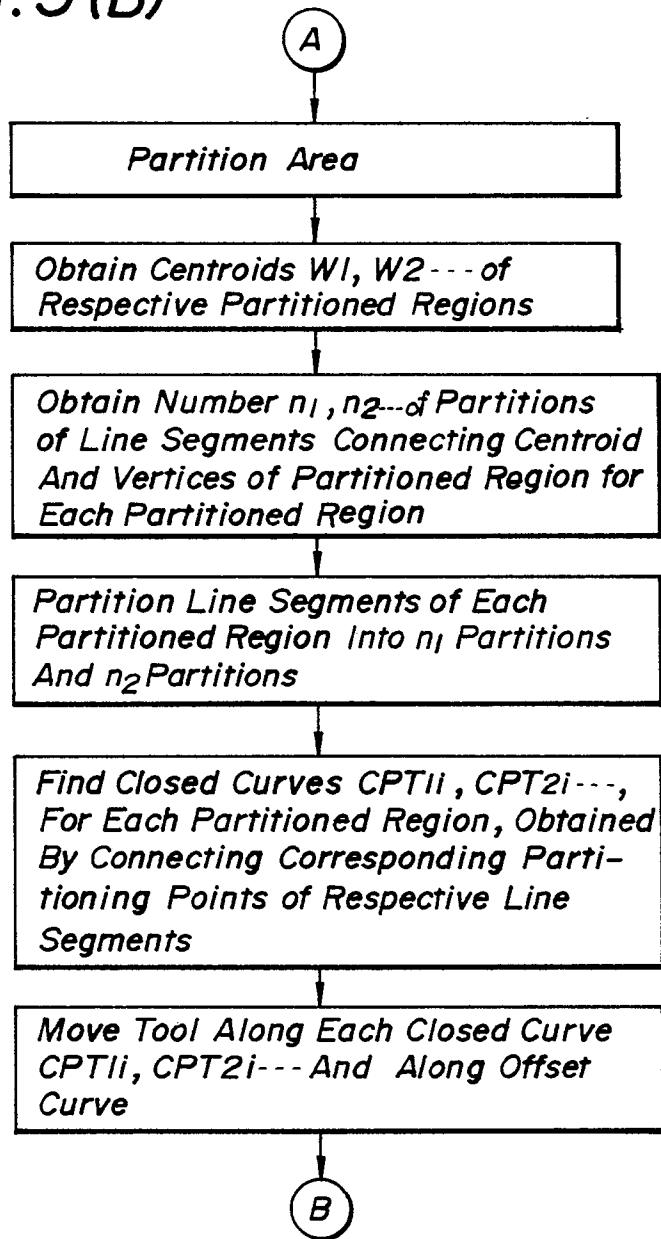 (B)
A
Partition Area
Obtain Centroids W1, W2--- of
Respective Partitioned Regions
Obtain Number n1, n2---of Partitions
of Line Segments Connecting Centroid
And Vertices of Partitioned Region for
Each Partitioned Region
Partition Line Segments of Each
Partitioned Region Into n1 Partitions
And n2 Partitions
Find Closed Curves CPT1i, CPT2i---,
For Each Partitioned Region, Obtained
By Connecting Corresponding Parti-
tioning Points of Respective Line
Segments
Move Tool Along Each Closed Curve
CPT1i, CPT2i--- And Along Offset
Curve
B